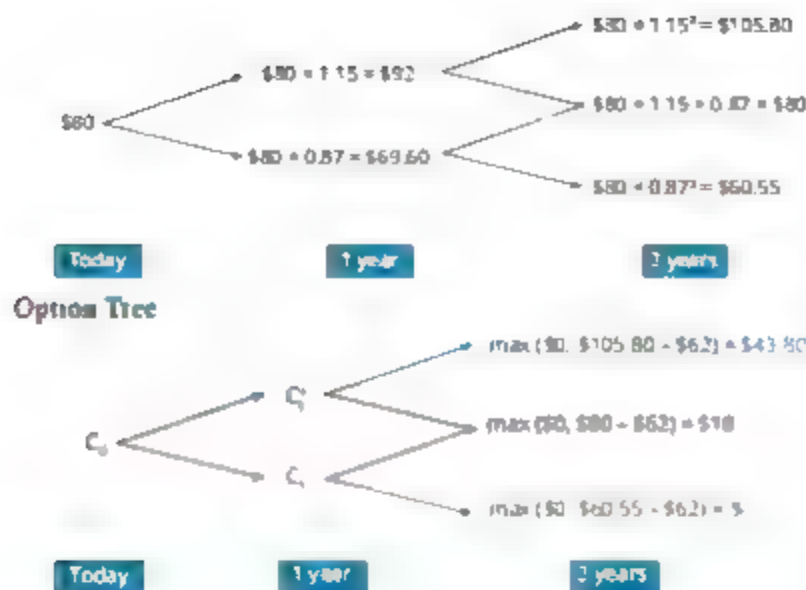 $80 × 1.15² = $105.80
$80 × 1.15 = $92
$80
$80 × 1.15 × 0.87 = $80
$80 × 0.87 = $69.60
$80 × 0.87² = $60.55
Today
1 year
2 years
Option Tree
max ($0, $105.80 - $62) = $43.80
C₁⁺
max ($0, $80 - $62) = $18
C₀
C₁
max ($0, $60.55 - $62) = $
Today
1 year
2 years